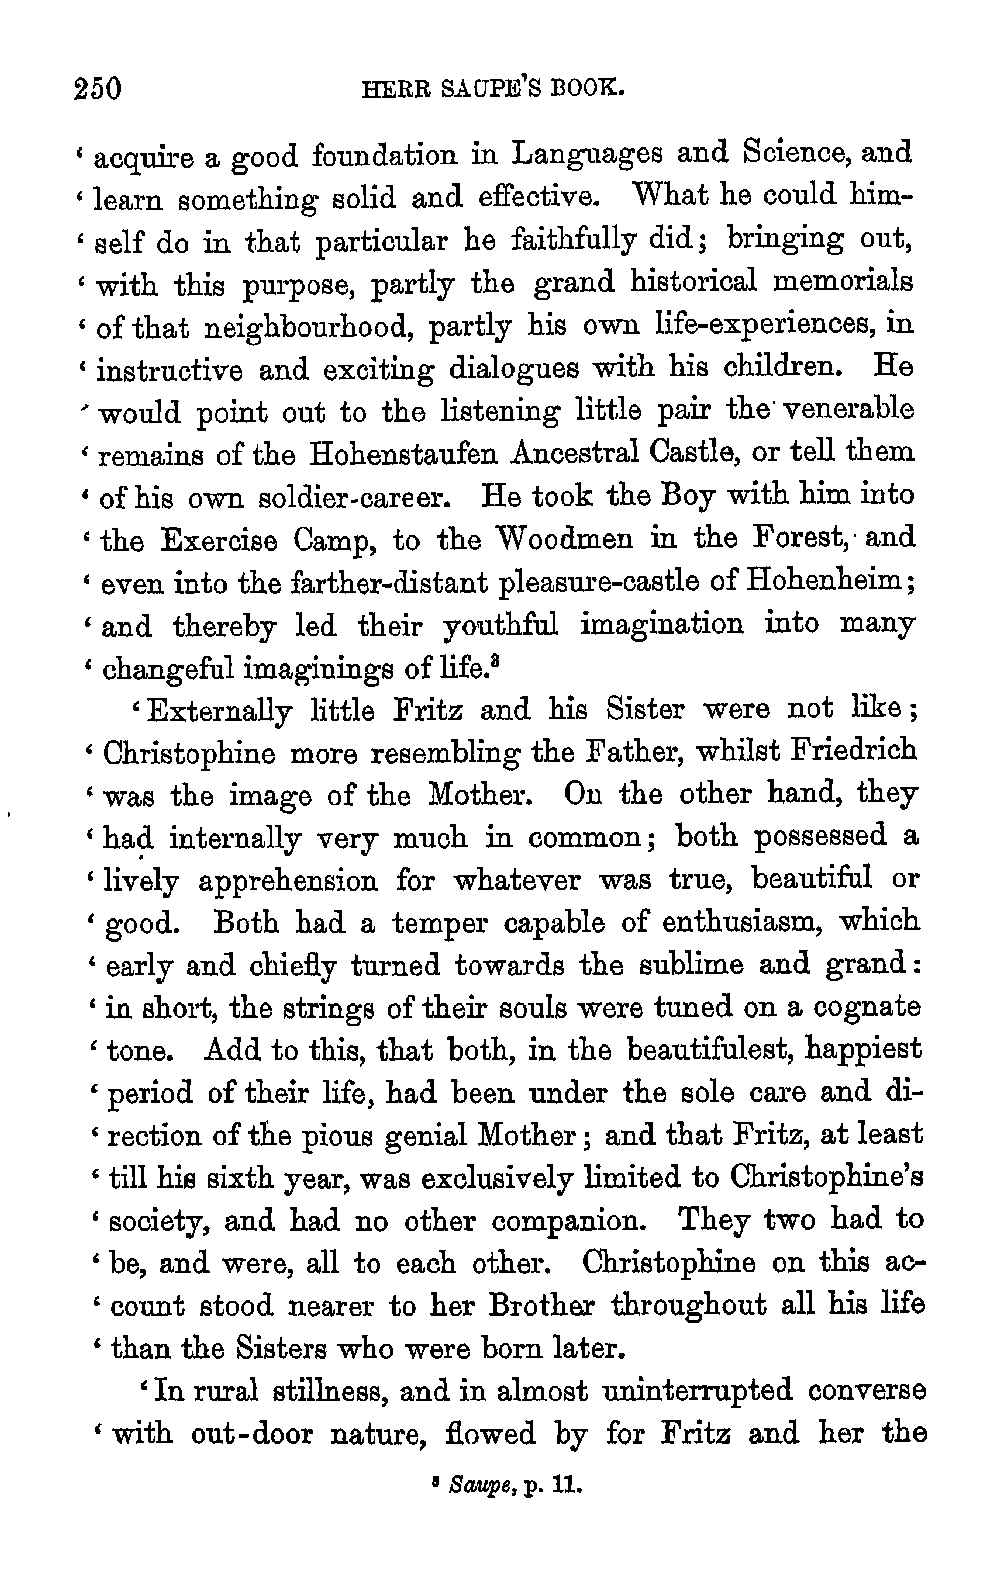 250 HERR SAUPE'S BOOK.
‘ acquire a good foundation in Languages and Science, and
‘ learn something solid and effective. What he could him-
‘ self do in that particular he faithfully did; bringing out,
‘ with this purpose, partly the grand historical memorials
‘ of that neighbourhood, partly his own life-experiences, in
‘ instructive and exciting dialogues with his children. He
‘ would point out to the listening little pair the venerable
‘ remains of the Hohenstaufen Ancestral Castle, or tell them
‘ of his own soldier-career. He took the Boy with him into
‘ the Exercise Camp, to the Woodmen in the Forest, and
‘ even into the farther-distant pleasure-castle of Hohenheim;
‘ and thereby led their youthful imagination into many
‘ changeful imaginings of life.³
‘ Externally little Fritz and his Sister were not like;
‘ Christophine more resembling the Father, whilst Friedrich
‘ was the image of the Mother. On the other hand, they
‘ had internally very much in common; both possessed a
‘ lively apprehension for whatever was true, beautiful or
‘ good. Both had a temper capable of enthusiasm, which
‘ early and chiefly turned towards the sublime and grand:
‘ in short, the strings of their souls were tuned on a cognate
‘ tone. Add to this, that both, in the beautifulest, happiest
‘ period of their life, had been under the sole care and di-
‘ rection of the pious genial Mother; and that Fritz, at least
‘ till his sixth year, was exclusively limited to Christophine's
‘ society, and had no other companion. They two had to
‘ be, and were, all to each other. Christophine on this ac-
‘ count stood nearer to her Brother throughout all his life
‘ than the Sisters who were born later.
‘ In rural stillness, and in almost uninterrupted converse
‘ with out-door nature, flowed by for Fritz and her the
³ Saupe, p. 11.